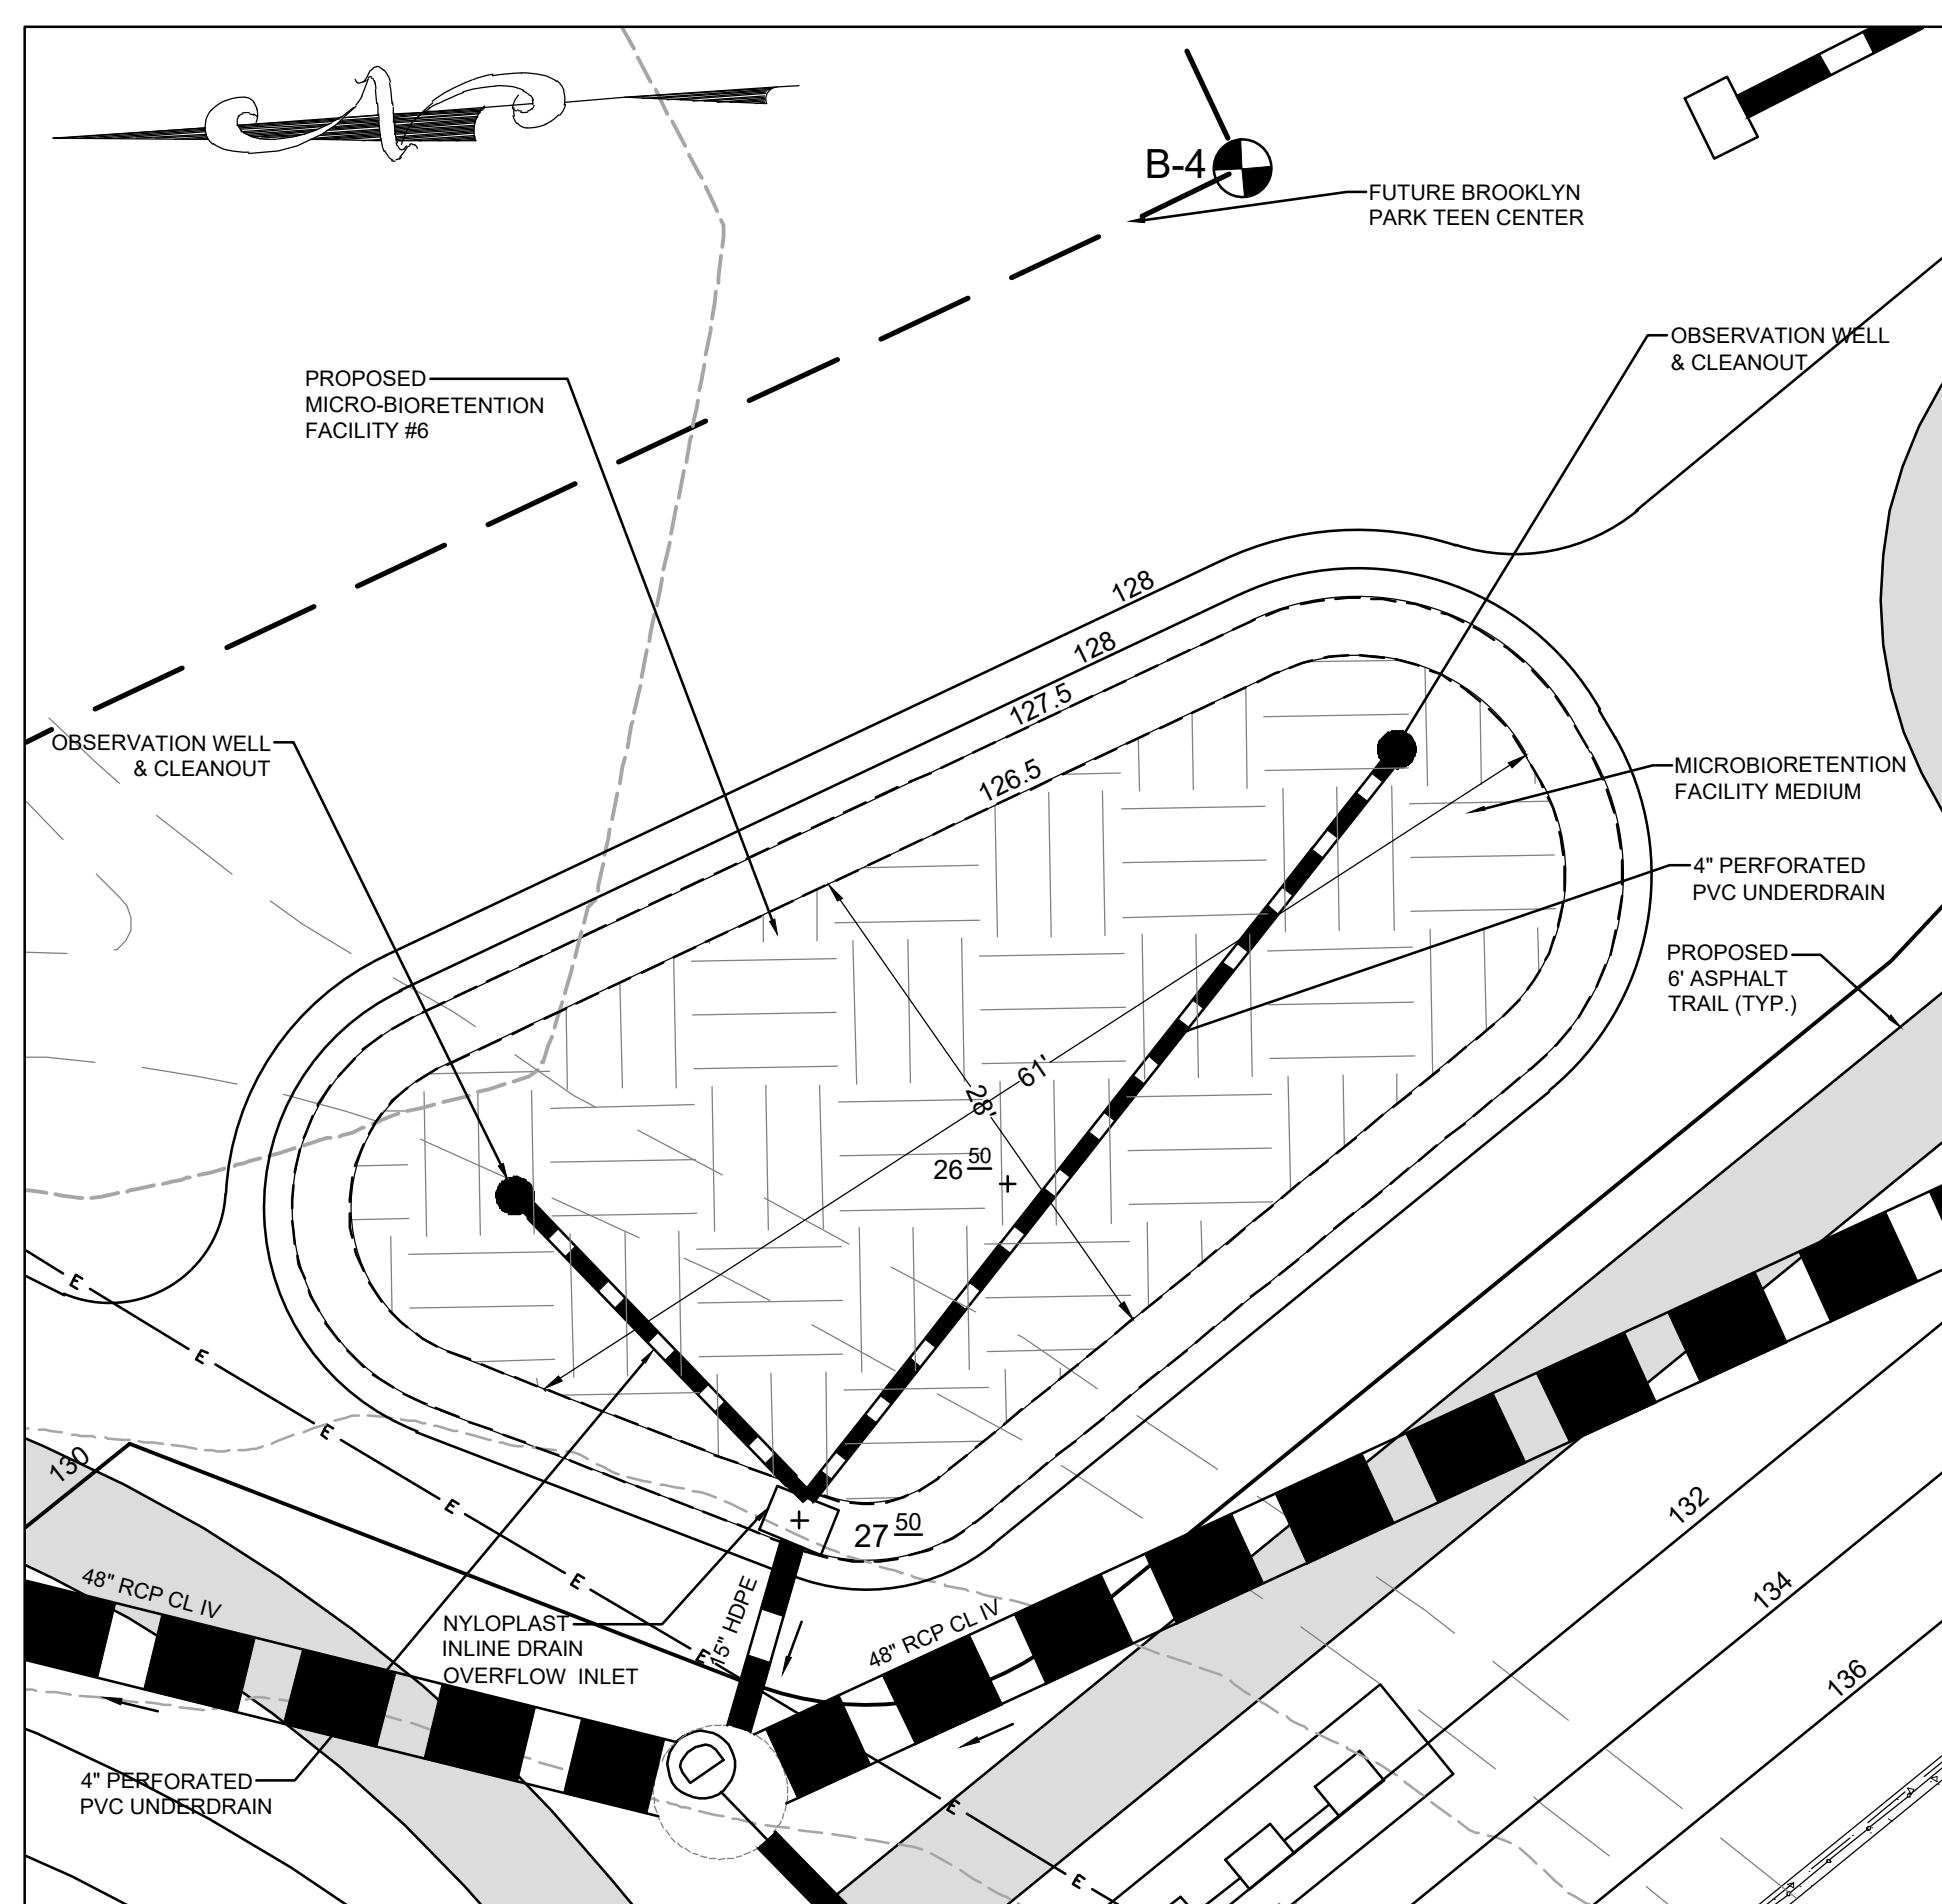 N
B-4
FUTURE BROOKLYN
PARK TEEN CENTER
OBSERVATION WELL
& CLEANOUT
PROPOSED
MICRO-BIORETENTION
FACILITY #6
128
128
127.5
126.5
OBSERVATION WELL
& CLEANOUT
MICROBIORETENTION
FACILITY MEDIUM
4" PERFORATED
PVC UNDERDRAIN
PROPOSED
6' ASPHALT
TRAIL (TYP.)
61'
28'
26 50
E
E
E
E
E
E
E
E
130
27 50
132
134
136
48" RCP CL IV
15" HDPE
48" RCP CL IV
NYLOPLAST
INLINE DRAIN
OVERFLOW INLET
D
4" PERFORATED
PVC UNDERDRAIN